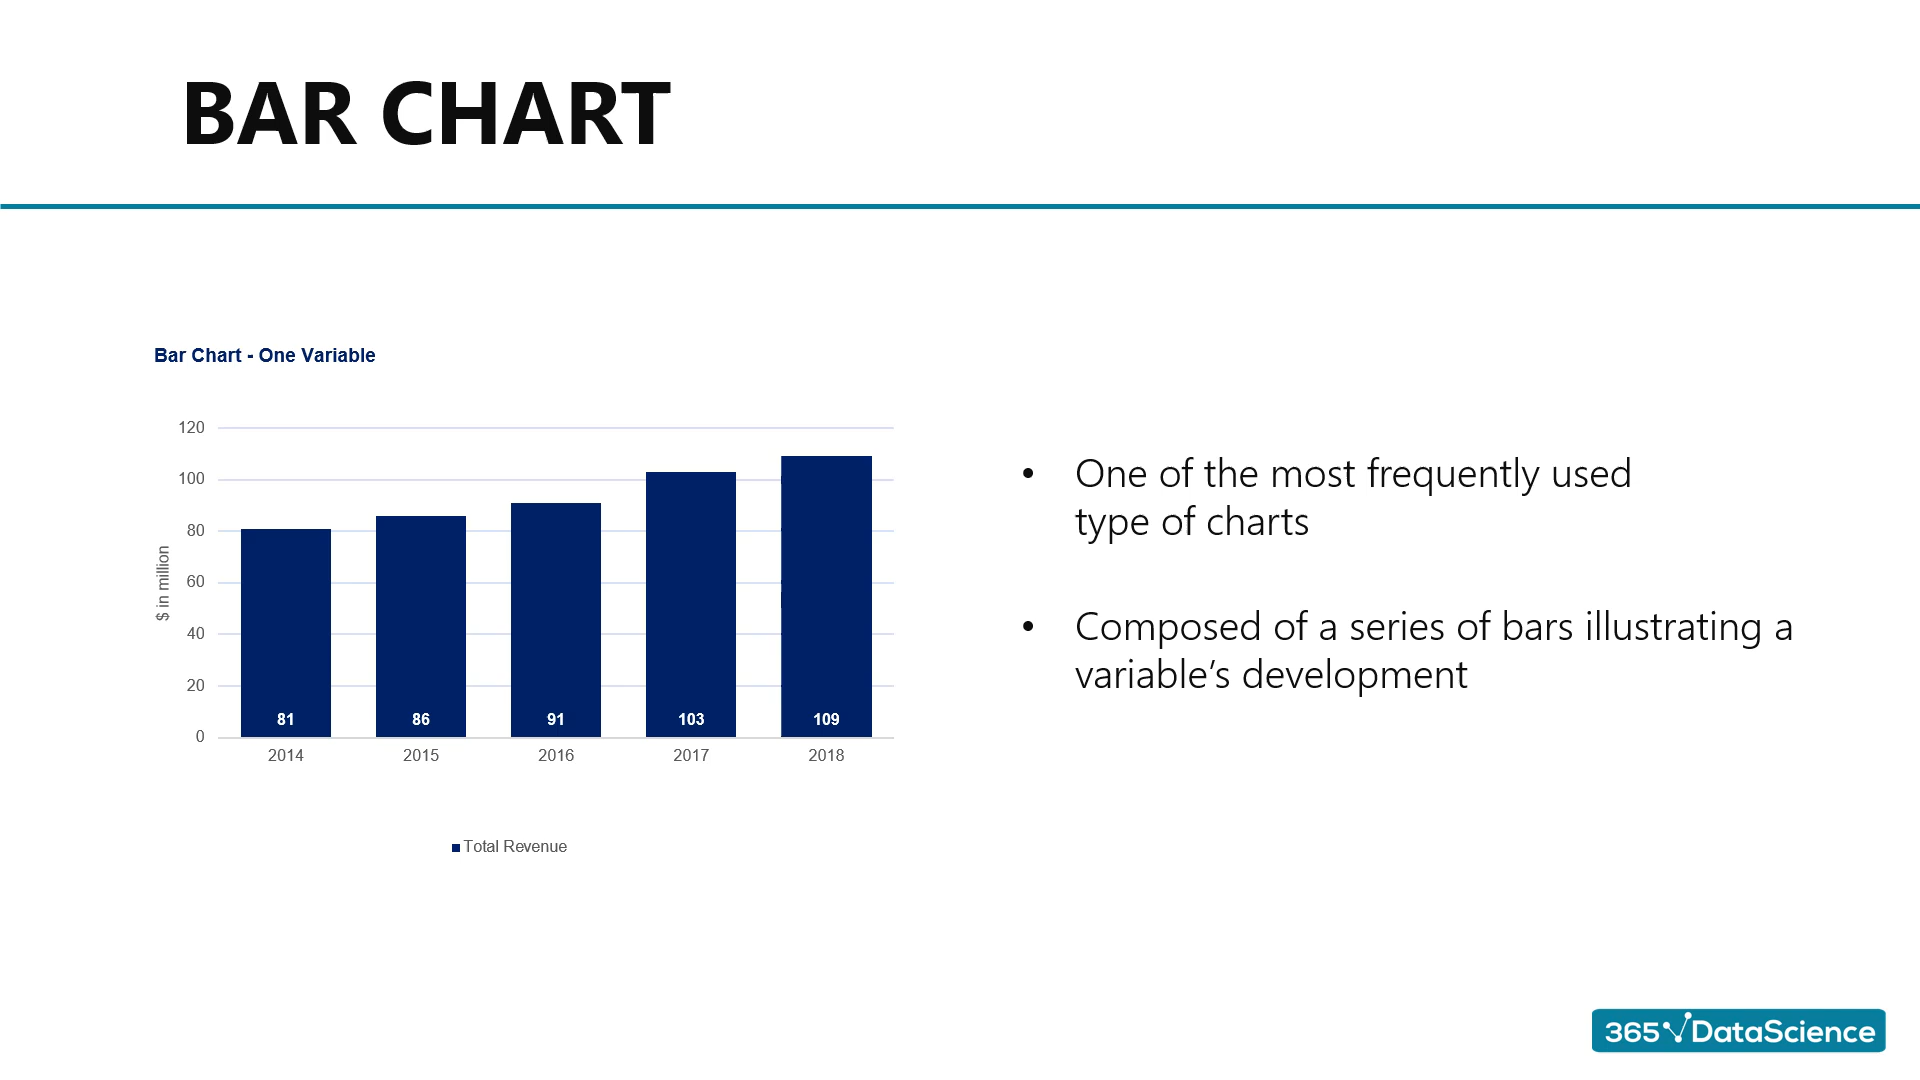 BAR CHART
Bar Chart - One Variable
120
100
80
60
40
20
0
$ in million
81 86 91 103 109
2014 2015 2016 2017 2018
Total Revenue
• One of the most frequently used
type of charts
• Composed of a series of bars illustrating a
variable’s development
365 DataScience